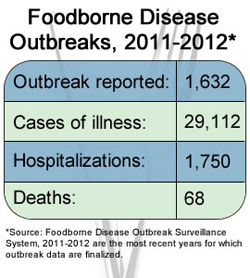 Foodborne Disease
Outbreaks, 2011-2012*
Outbreak reported: 1,632
Cases of illness: 29,112
Hospitalizations: 1,750
Deaths: 68
*Source: Foodborne Disease Outbreak Surveillance
System, 2011-2012 are the most recent years for which
outbreak data are finalized.